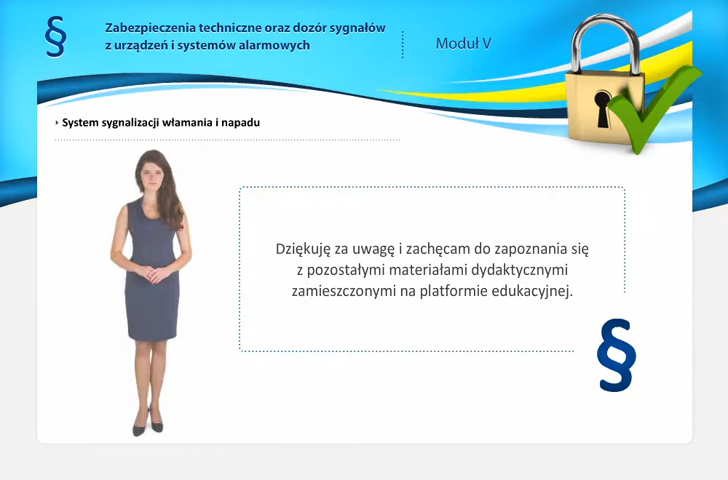 §
Zabezpieczenia techniczne oraz dozór sygnałów
z urządzeń i systemów alarmowych
Moduł V
System sygnalizacji włamania i napadu
Dziękuję za uwagę i zachęcam do zapoznania się
z pozostałymi materiałami dydaktycznymi
zamieszczonymi na platformie edukacyjnej.
§